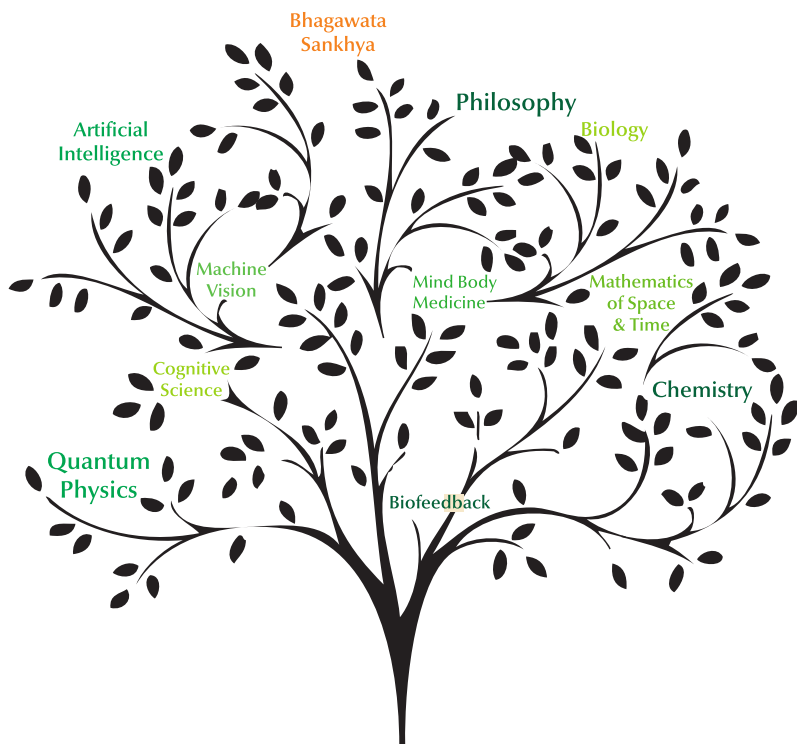 Bhagawata
Sankhya
Philosophy
Artificial
Intelligence
Biology
Machine
Vision
Mind Body
Medicine
Mathematics
of Space
& Time
Cognitive
Science
Chemistry
Quantum
Physics
Biofeedback